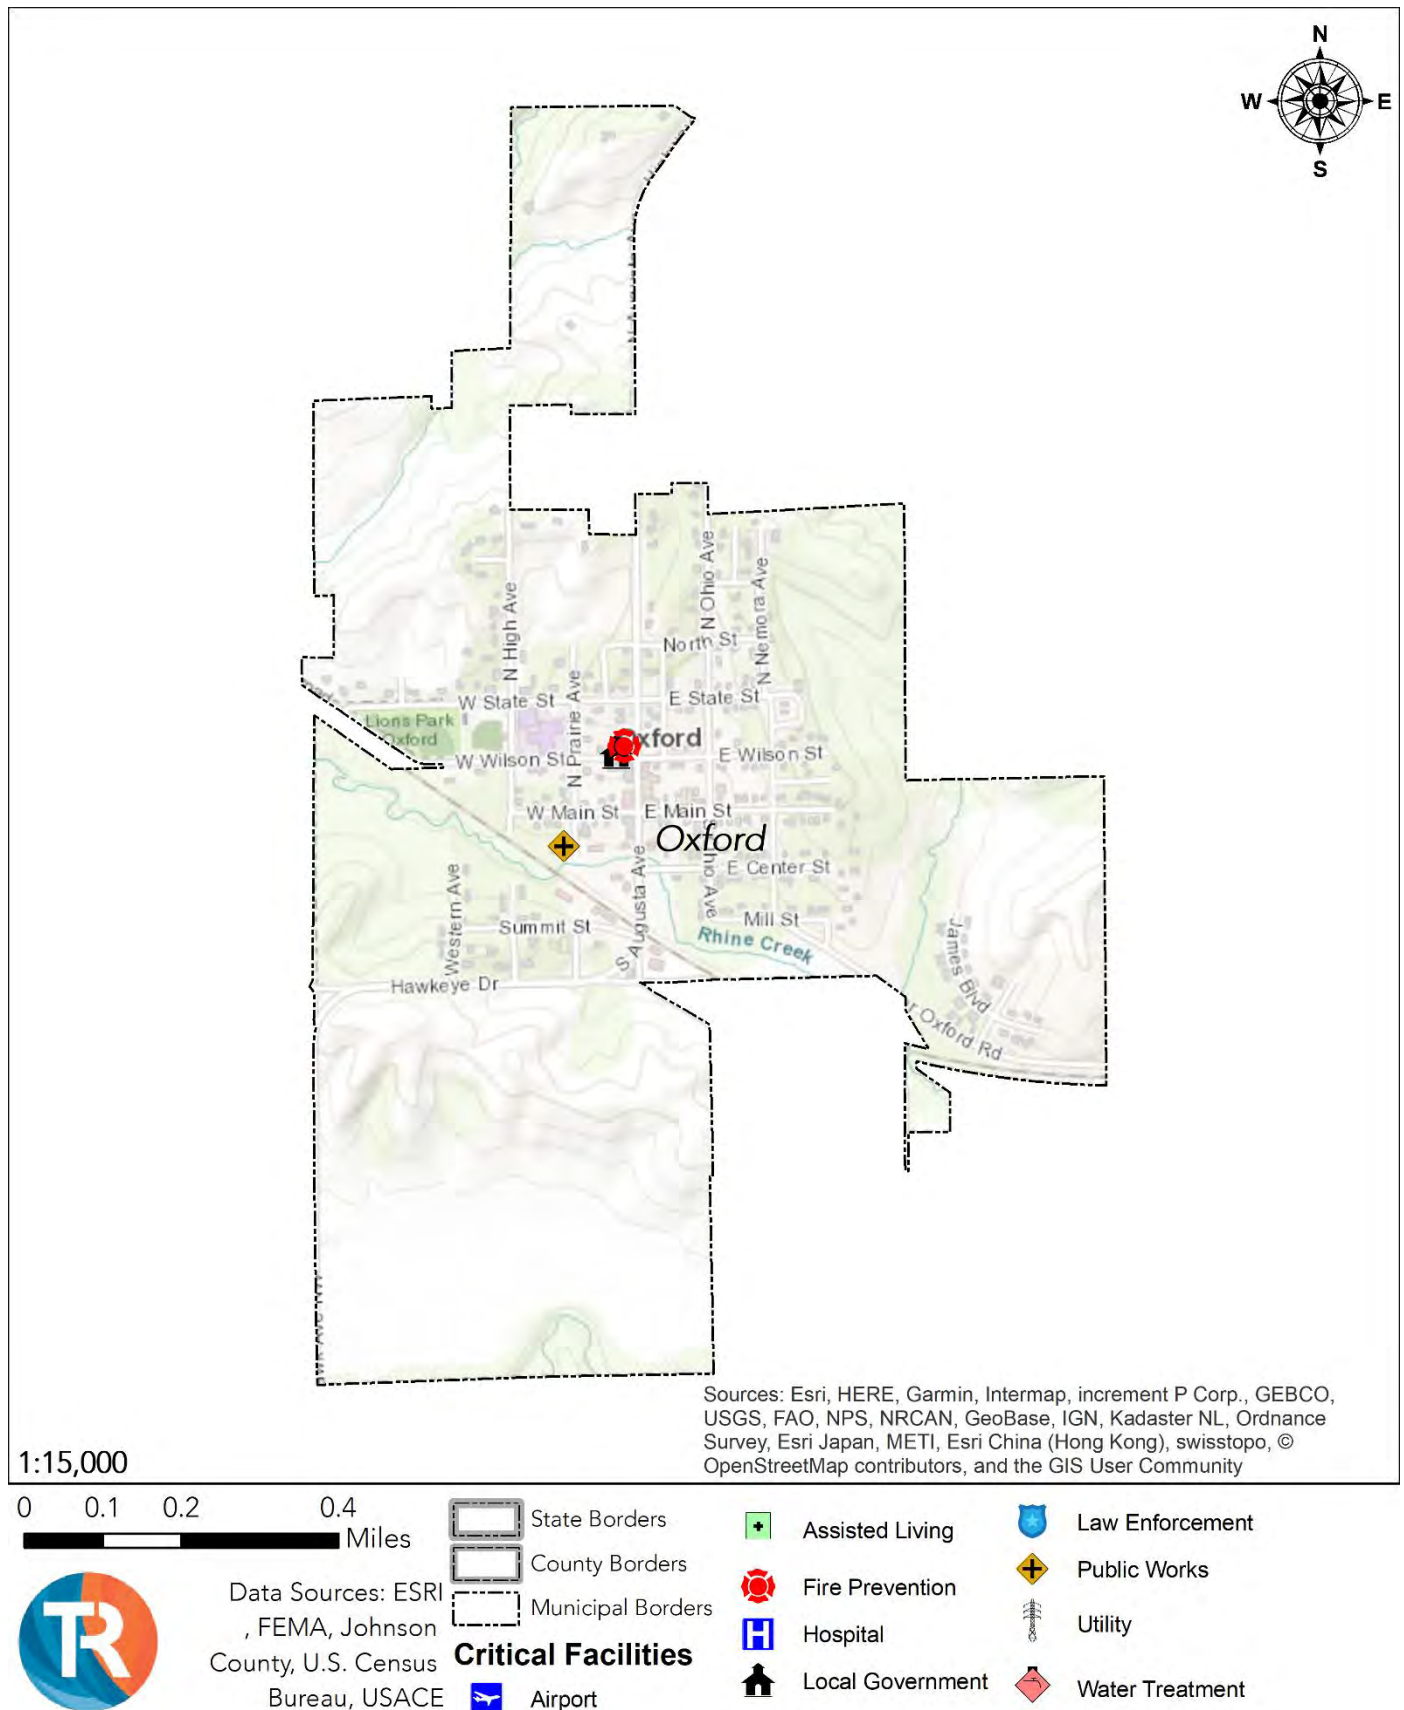 N
W E
S
N High Ave
N Ohio Ave
N Nemora Ave
North St
N Prairie Ave
W State St
E State St
Lions Park
Oxford
xford
W Wilson St
E Wilson St
W Main St
E Main St
Oxford
E Center St
Western Ave
S Augusta Ave
Mill St
Summit St
Rhine Creek
James Blvd
Hawkeye Dr
Oxford Rd
Sources: Esri, HERE, Garmin, Intermap, increment P Corp., GEBCO,
USGS, FAO, NPS, NRCAN, GeoBase, IGN, Kadaster NL, Ordnance
Survey, Esri Japan, METI, Esri China (Hong Kong), swisstopo, ©
OpenStreetMap contributors, and the GIS User Community
1:15,000
0 0.1 0.2 0.4
Miles
Data Sources: ESRI
, FEMA, Johnson
County, U.S. Census
Bureau, USACE
TR
State Borders
County Borders
Municipal Borders
Critical Facilities
Airport
Assisted Living
Fire Prevention
H Hospital
Local Government
Law Enforcement
Public Works
Utility
Water Treatment